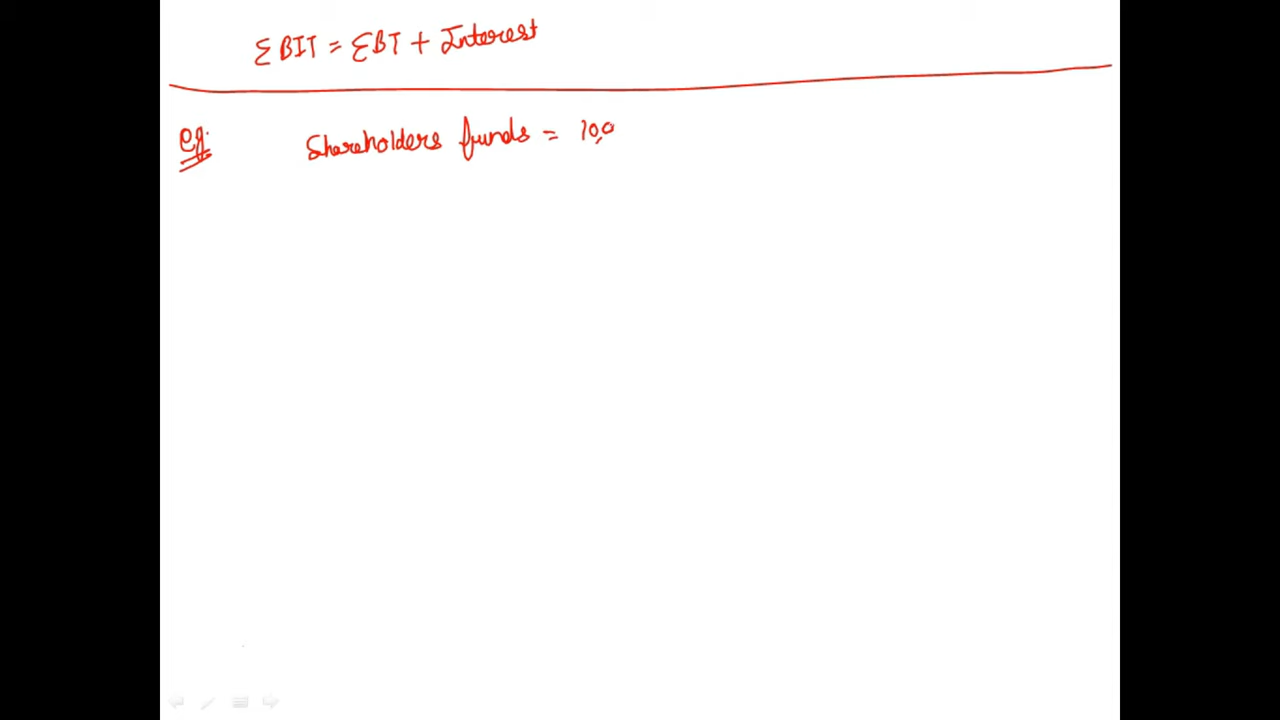 EBIT = EBT + Interest
eg.
Shareholders funds = 10,0